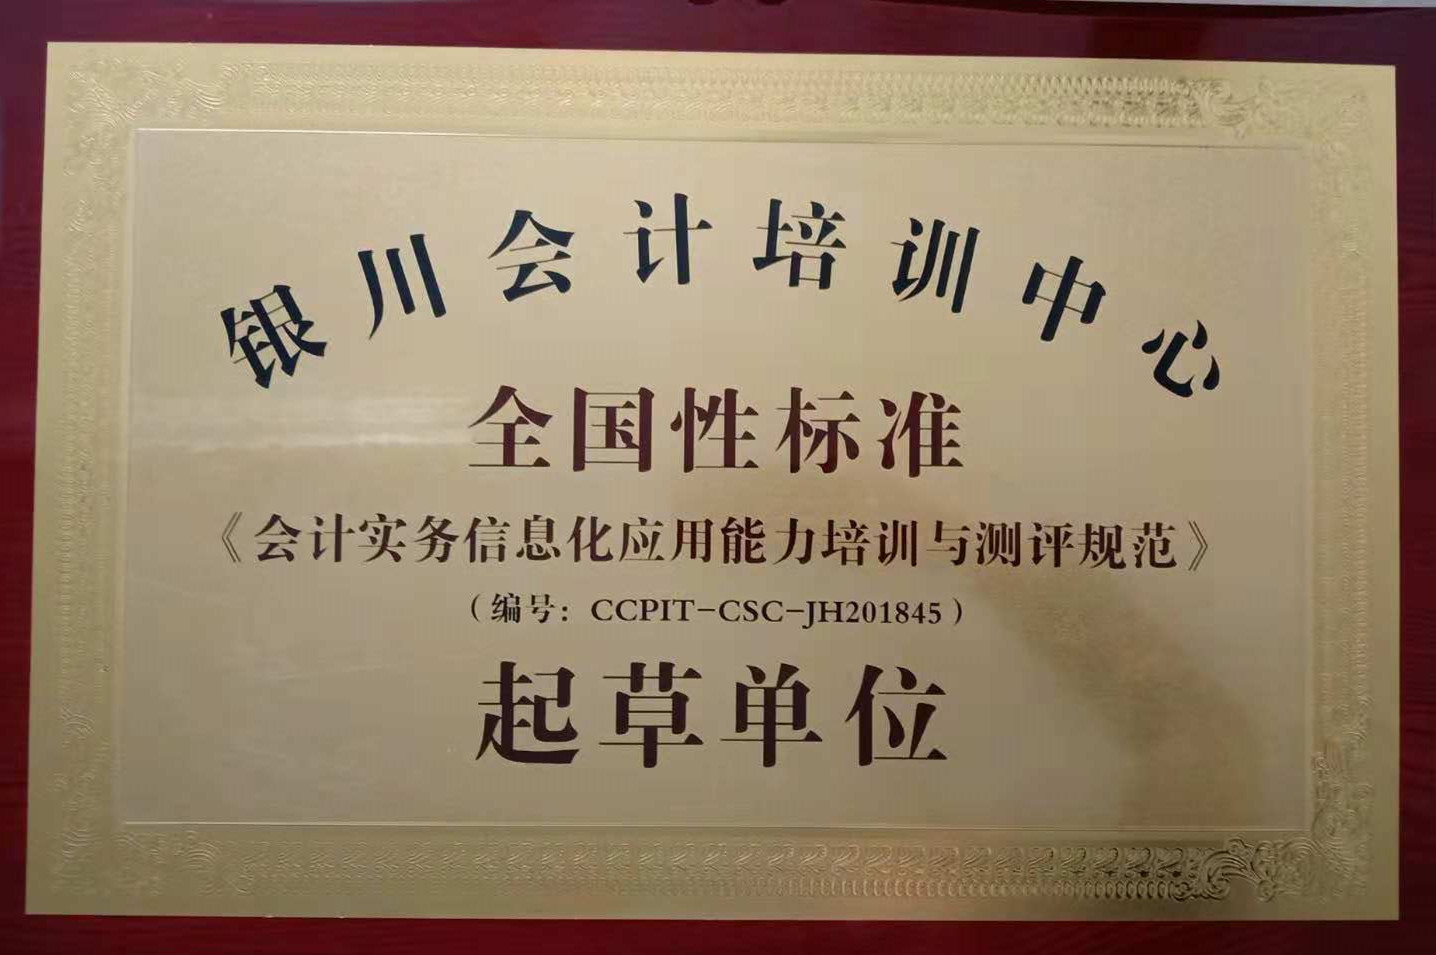 银川会计培训中心
全国性标准
《会计实务信息化应用能力培训与测评规范》
（编号：CCPIT-CSC-JH201845）
起草单位